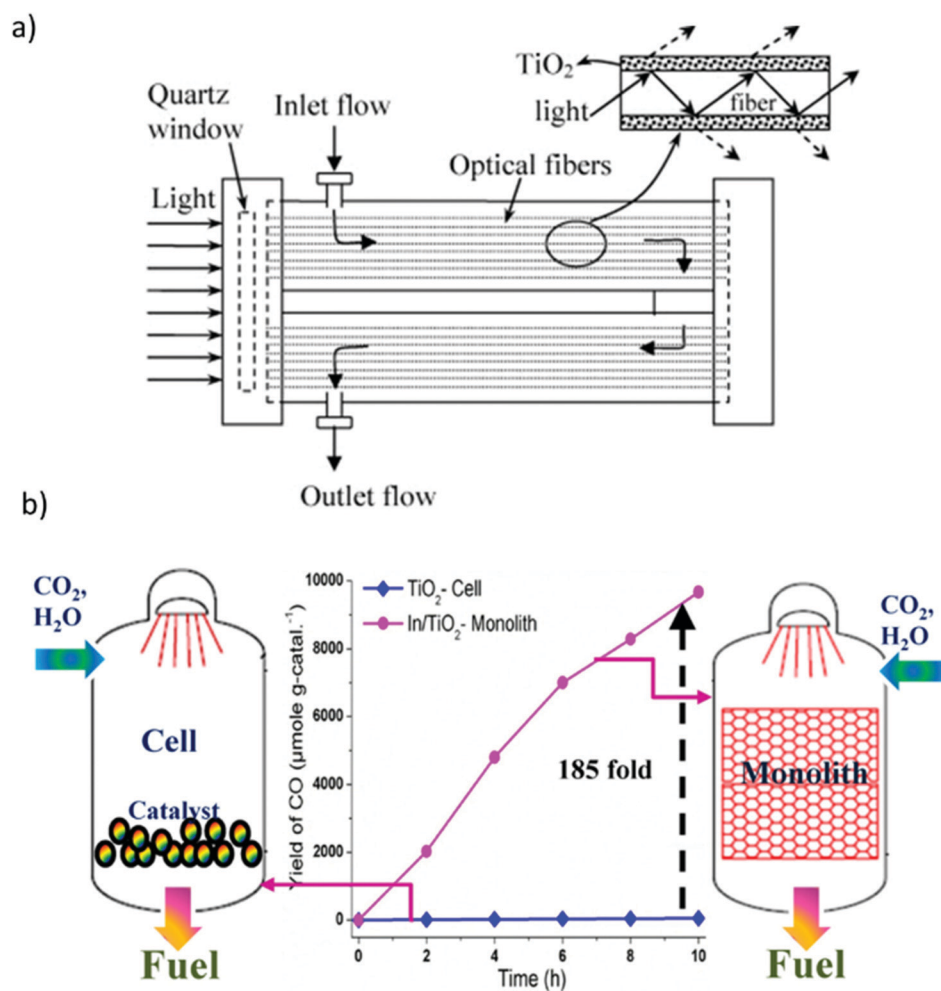 a)
TiO2
light
fiber
Quartz
window
Inlet flow
Optical fibers
Light
Outlet flow
b)
CO2,
H2O
Cell
Catalyst
Fuel
Yield of CO (µmole g-catal.-1)
10000
8000
6000
4000
2000
0
TiO2- Cell
In/TiO2- Monolith
185 fold
0 2 4 6 8 10
Time (h)
CO2,
H2O
Monolith
Fuel